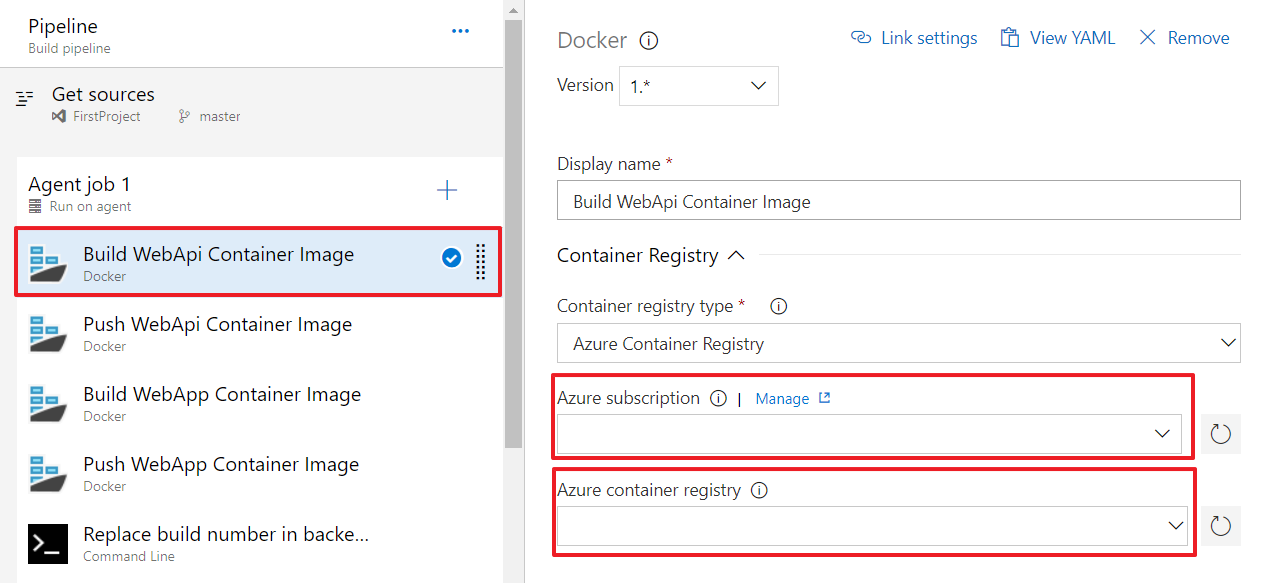 Pipeline
Build pipeline
Get sources
FirstProject master
Agent job 1
Run on agent
Build WebApi Container Image
Docker
Push WebApi Container Image
Docker
Build WebApp Container Image
Docker
Push WebApp Container Image
Docker
Replace build number in backe...
Command Line
Docker
Link settings View YAML Remove
Version 1.*
Display name *
Build WebApi Container Image
Container Registry
Container registry type *
Azure Container Registry
Azure subscription | Manage
Azure container registry